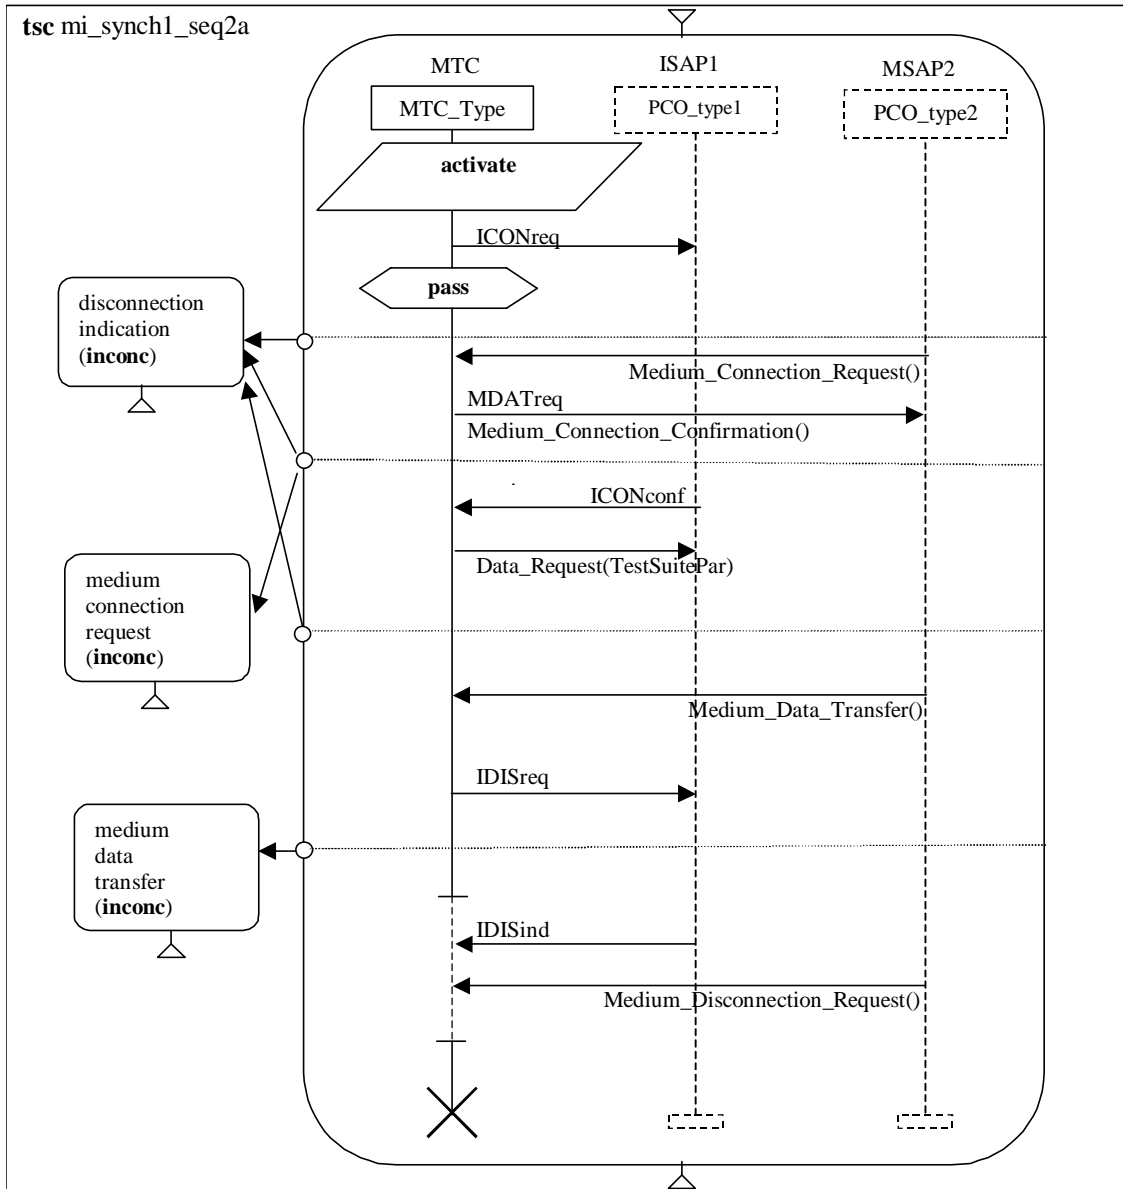 tsc mi_synch1_seq2a
MTC
ISAP1
MSAP2
MTC_Type
PCO_type1
PCO_type2
activate
ICONreq
pass
disconnection
indication
(inconc)
Medium_Connection_Request()
MDATreq
Medium_Connection_Confirmation()
ICONconf
Data_Request(TestSuitePar)
medium
connection
request
(inconc)
Medium_Data_Transfer()
IDISreq
medium
data
transfer
(inconc)
IDISind
Medium_Disconnection_Request()